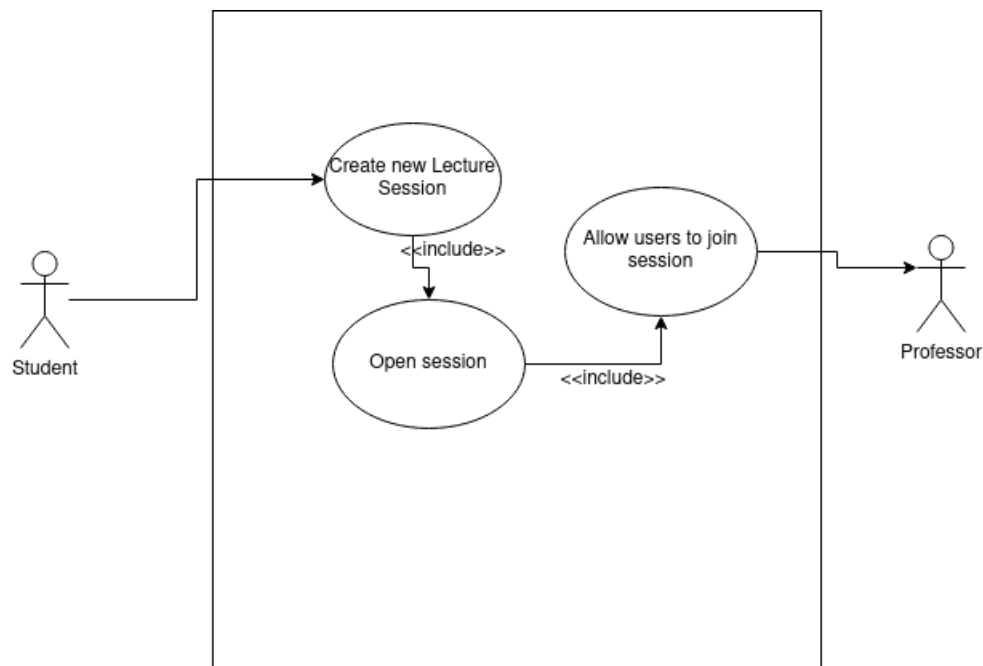 Create new Lecture
Session
<<include>>
Allow users to join
session
Student
Open session
<<include>>
Professor